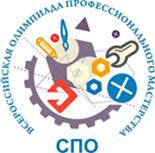 ВСЕРОССИЙСКАЯ ОЛИМПИАДА ПРОФЕССИОНАЛЬНОГО МАСТЕРСТВА
СПО